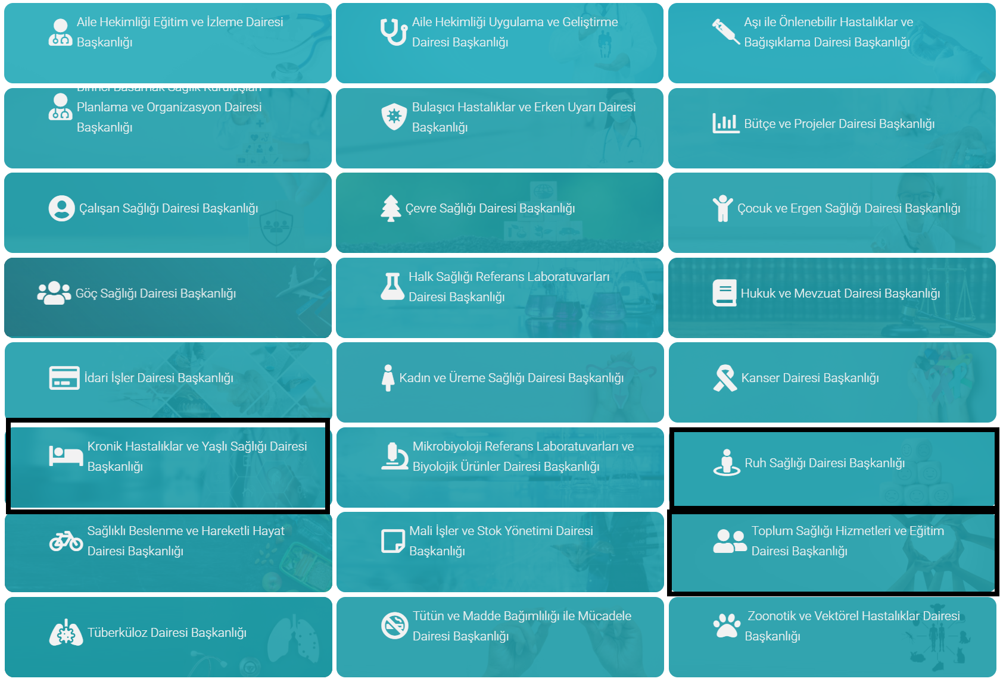 Aile Hekimliği Eğitim ve İzleme Dairesi
Başkanlığı
Aile Hekimliği Uygulama ve Geliştirme
Dairesi Başkanlığı
Aşı ile Önlenebilir Hastalıklar ve
Bağışıklama Dairesi Başkanlığı
Birinci Basamak Sağlık Kuruluşları
Planlama ve Organizasyon Dairesi
Başkanlığı
Bulaşıcı Hastalıklar ve Erken Uyarı Dairesi
Başkanlığı
Bütçe ve Projeler Dairesi Başkanlığı
Çalışan Sağlığı Dairesi Başkanlığı
Çevre Sağlığı Dairesi Başkanlığı
Çocuk ve Ergen Sağlığı Dairesi Başkanlığı
Göç Sağlığı Dairesi Başkanlığı
Halk Sağlığı Referans Laboratuvarları
Dairesi Başkanlığı
Hukuk ve Mevzuat Dairesi Başkanlığı
İdari İşler Dairesi Başkanlığı
Kadın ve Üreme Sağlığı Dairesi Başkanlığı
Kanser Dairesi Başkanlığı
Kronik Hastalıklar ve Yaşlı Sağlığı Dairesi
Başkanlığı
Mikrobiyoloji Referans Laboratuvarları ve
Biyolojik Ürünler Dairesi Başkanlığı
Ruh Sağlığı Dairesi Başkanlığı
Sağlıklı Beslenme ve Hareketli Hayat
Dairesi Başkanlığı
Mali İşler ve Stok Yönetimi Dairesi
Başkanlığı
Toplum Sağlığı Hizmetleri ve Eğitim
Dairesi Başkanlığı
Tüberküloz Dairesi Başkanlığı
Tütün ve Madde Bağımlılığı ile Mücadele
Dairesi Başkanlığı
Zoonotik ve Vektörel Hastalıklar Dairesi
Başkanlığı